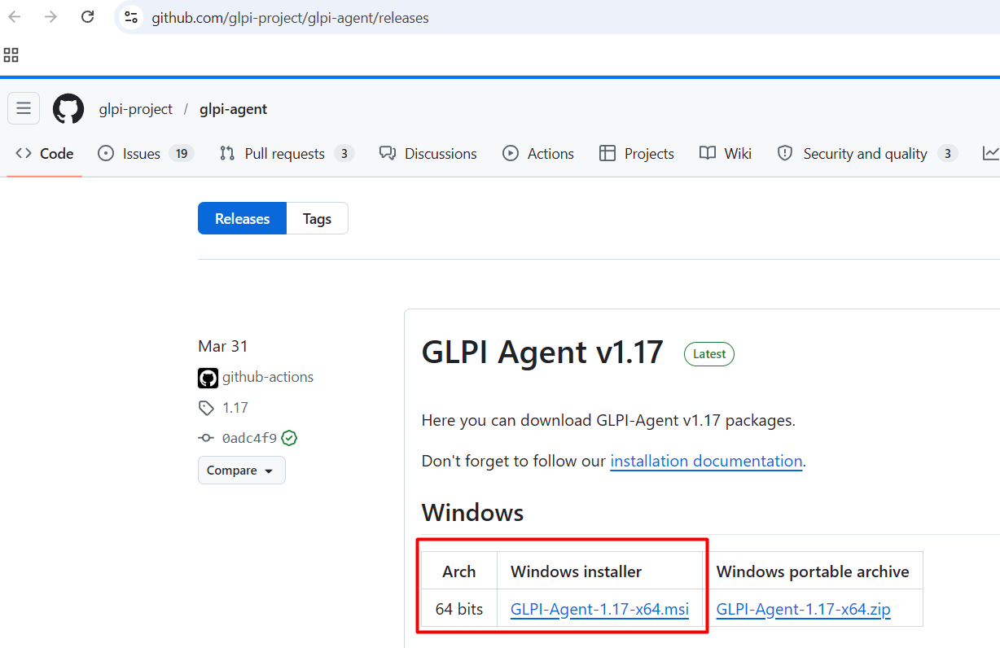 github.com/glpi-project/glpi-agent/releases
glpi-project / glpi-agent
Code Issues 19 Pull requests 3 Discussions Actions Projects Wiki Security and quality 3
Releases Tags
Mar 31
github-actions
1.17
0adc4f9
Compare
GLPI Agent v1.17 Latest
Here you can download GLPI-Agent v1.17 packages.
Don't forget to follow our installation documentation.
Windows
Arch Windows installer Windows portable archive
64 bits GLPI-Agent-1.17-x64.msi GLPI-Agent-1.17-x64.zip